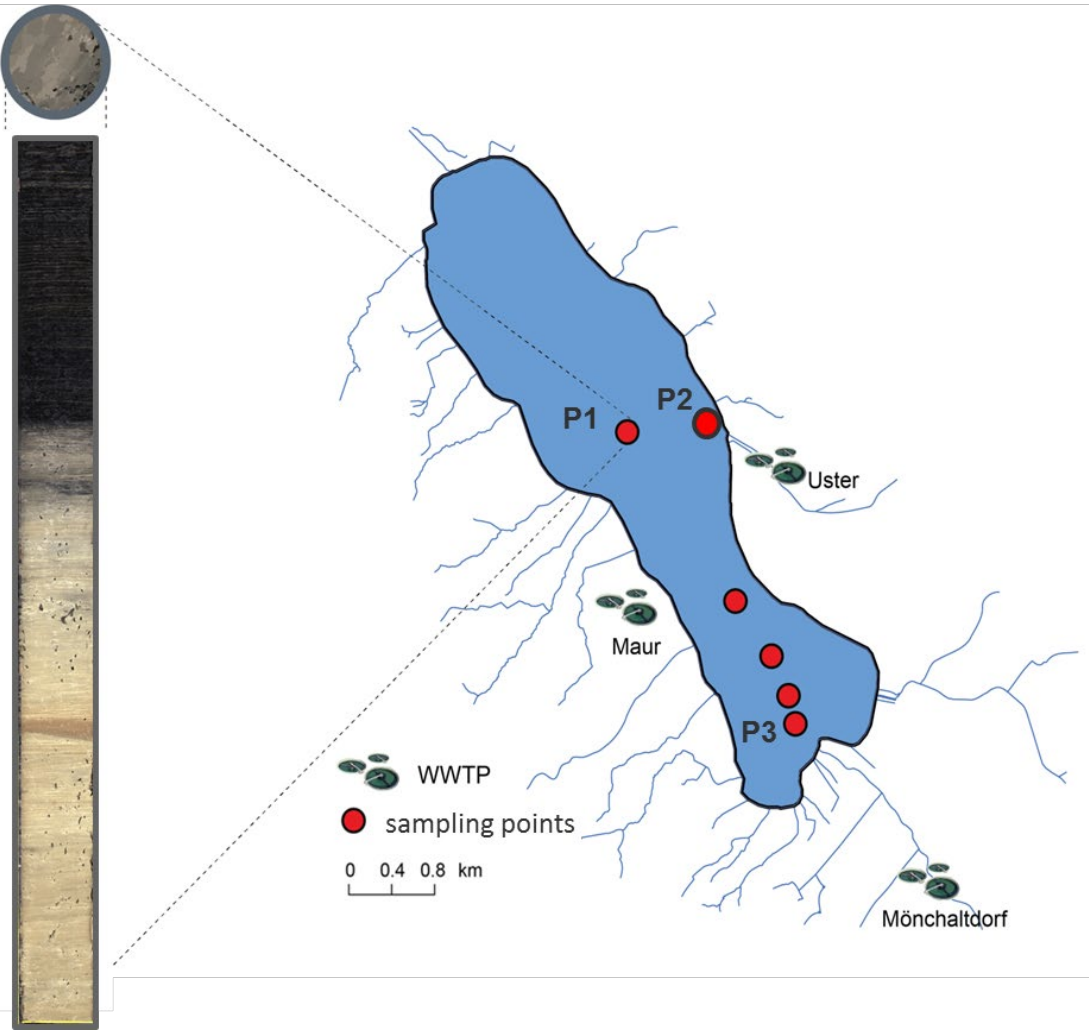 P1
P2
Uster
Maur
P3
WWTP
sampling points
0 0.4 0.8 km
Mönchaltdorf